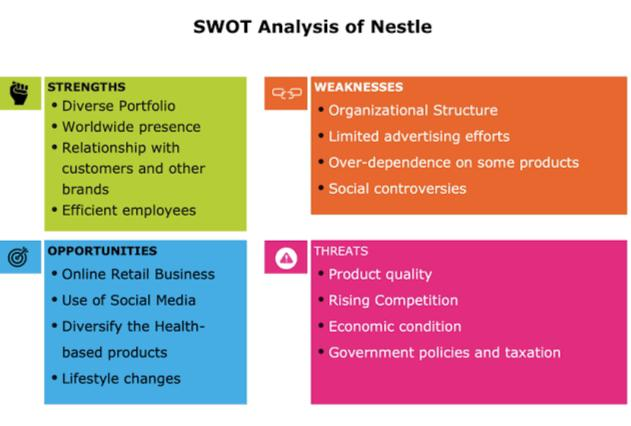 SWOT Analysis of Nestle
STRENGTHS
• Diverse Portfolio
• Worldwide presence
• Relationship with
customers and other
brands
• Efficient employees
WEAKNESSES
• Organizational Structure
• Limited advertising efforts
• Over-dependence on some products
• Social controversies
OPPORTUNITIES
• Online Retail Business
• Use of Social Media
• Diversify the Health-
based products
• Lifestyle changes
THREATS
• Product quality
• Rising Competition
• Economic condition
• Government policies and taxation